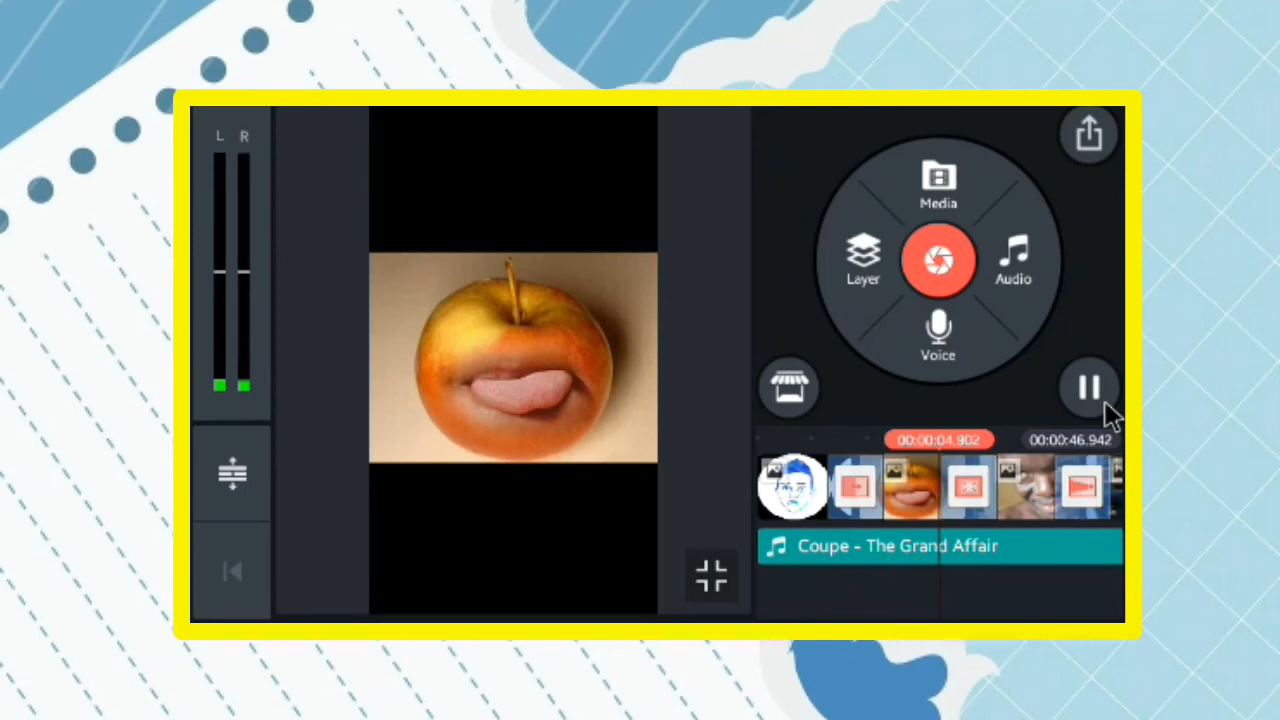 L R
Media
Layer
Audio
Voice
00:00:04.902
00:00:46.942
Coupe - The Grand Affair